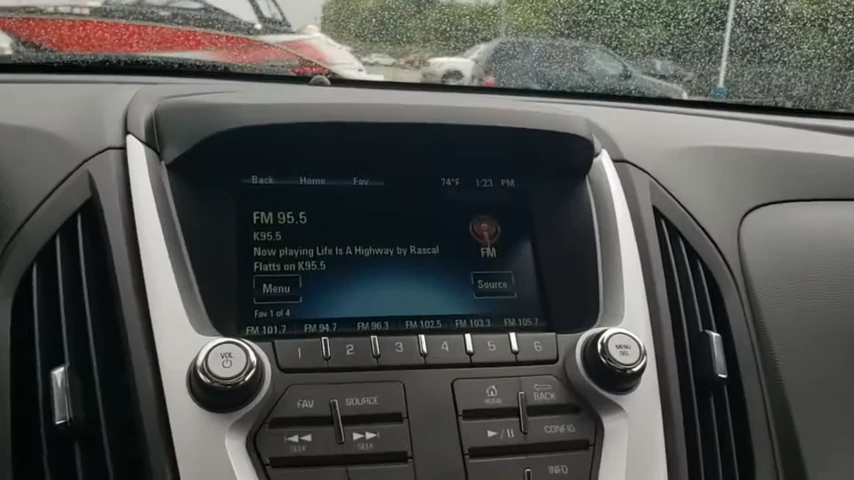 Back Home Fav 74°F 1:23 PM
FM 95.5
K95.5
Now playing Life Is A Highway by Rascal
Flatts on K95.5
FM
Menu Source
Fav 1 of 4
FM 101.7 FM 94.7 FM 96.3 FM 102.5 FM 103.3 FM 105.7
VOL
1 2 3 4 5 6
MENU
SEL
FAV SOURCE
HOME BACK
SEEK SEEK
CONFIG
INFO